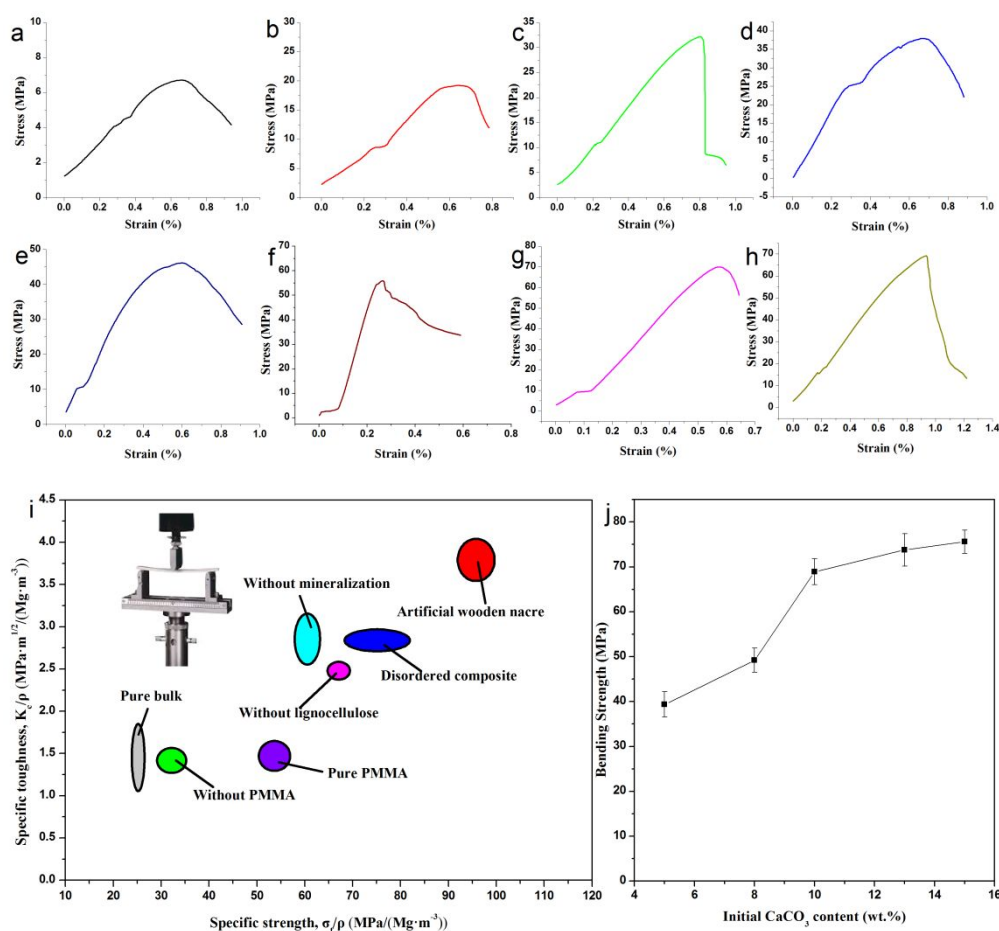 a
Stress (MPa)
10
8
6
4
2
0
0.0 0.2 0.4 0.6 0.8 1.0
Strain (%)
b
Stress (MPa)
30
25
20
15
10
5
0
0.0 0.2 0.4 0.6 0.8
Strain (%)
c
Stress (MPa)
35
30
25
20
15
10
5
0
0.0 0.2 0.4 0.6 0.8 1.0
Strain (%)
d
Stress (MPa)
40
35
30
25
20
15
10
5
0
-5
0.0 0.2 0.4 0.6 0.8 1.0
Strain (%)
e
Stress (MPa)
50
40
30
20
10
0
0.0 0.2 0.4 0.6 0.8 1.0
Strain (%)
f
Stress (MPa)
70
60
50
40
30
20
10
0
0.0 0.2 0.4 0.6 0.8
Strain (%)
g
Stress (MPa)
80
70
60
50
40
30
20
10
0
0.0 0.1 0.2 0.3 0.4 0.5 0.6 0.7
Strain (%)
h
Stress (MPa)
70
60
50
40
30
20
10
0
0.0 0.2 0.4 0.6 0.8 1.0 1.2 1.4
Strain (%)
i
Specific toughness, Kc/ρ (MPa·m1/2/(Mg·m-3)
4.5
4.0
3.5
3.0
2.5
2.0
1.5
1.0
0.5
0.0
Without mineralization
Artificial wooden nacre
Disordered composite
Without lignocellulose
Pure bulk
Pure PMMA
Without PMMA
10 20 30 40 50 60 70 80 90 100 110 120
Specific strength, σf/ρ (MPa/(Mg·m-3))
j
Bending Strength (MPa)
80
70
60
50
40
30
20
10
0
4 6 8 10 12 14 16
Initial CaCO3 content (wt.%)